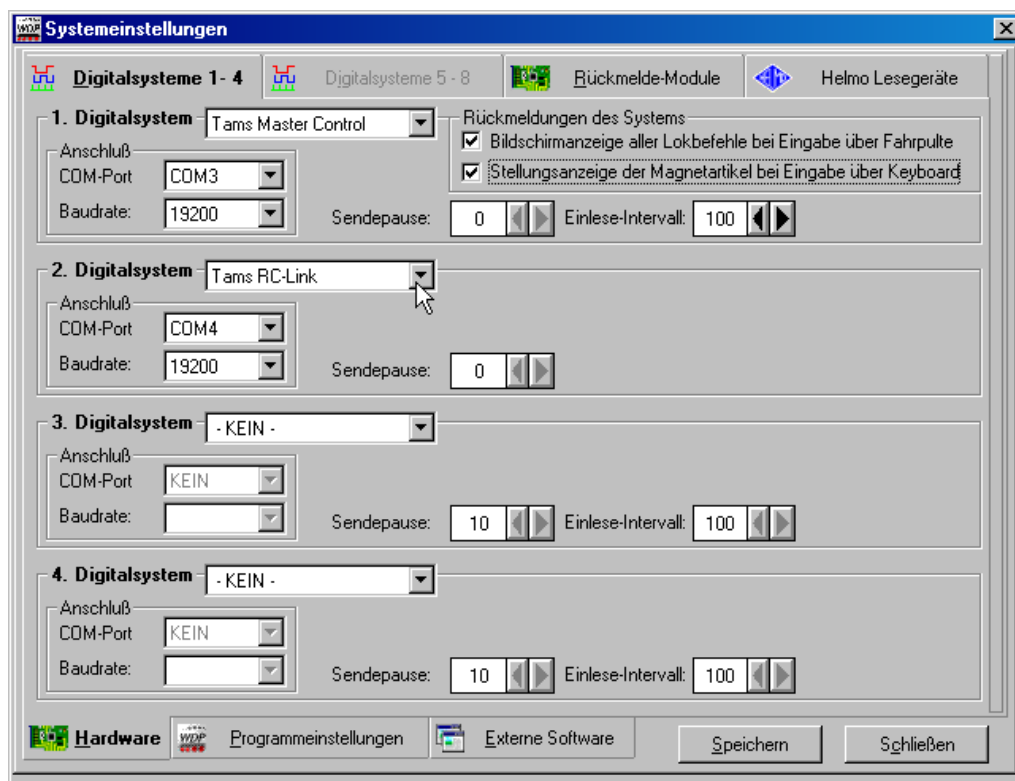 WDP Systemeinstellungen
Digitalsysteme 1- 4 Digitalsysteme 5 - 8 Rückmelde-Module Helmo Lesegeräte
1. Digitalsystem Tams Master Control
Rückmeldungen des Systems
Bildschirmanzeige aller Lokbefehle bei Eingabe über Fahrpulte
Stellungsanzeige der Magnetartikel bei Eingabe über Keyboard
Anschluß
COM-Port COM3
Baudrate: 19200 Sendepause: 0 Einlese-Intervall: 100
2. Digitalsystem Tams RC-Link
Anschluß
COM-Port COM4
Baudrate: 19200 Sendepause: 0
3. Digitalsystem - KEIN -
Anschluß
COM-Port KEIN
Baudrate: Sendepause: 10 Einlese-Intervall: 100
4. Digitalsystem - KEIN -
Anschluß
COM-Port KEIN
Baudrate: Sendepause: 10 Einlese-Intervall: 100
Hardware WDP Programmeinstellungen Externe Software Speichern Schließen